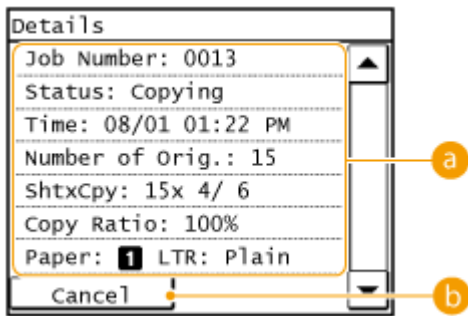 Details
Job Number: 0013
Status: Copying
Time: 08/01 01:22 PM
Number of Orig.: 15
ShtxCpy: 15x 4/ 6
Copy Ratio: 100%
Paper: 1 LTR: Plain
Cancel
a
b